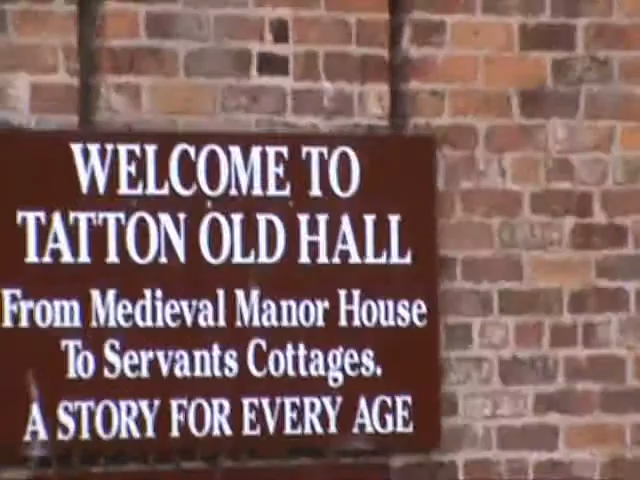 WELCOME TO
TATTON OLD HALL
From Medieval Manor House
To Servants Cottages.
A STORY FOR EVERY AGE